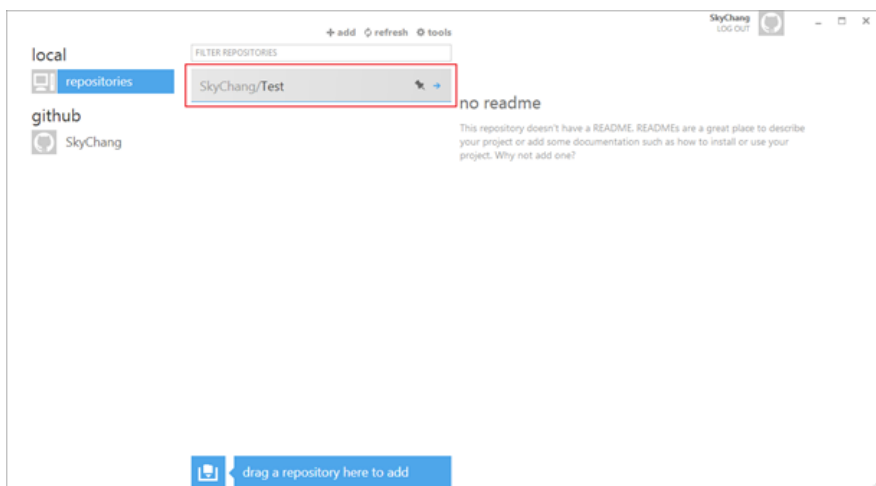 SkyChang
LOG OUT
add refresh tools
local
FILTER REPOSITORIES
repositories
SkyChang/Test
github
SkyChang
no readme
This repository doesn't have a README. READMEs are a great place to describe
your project or add some documentation such as how to install or use your
project. Why not add one?
drag a repository here to add